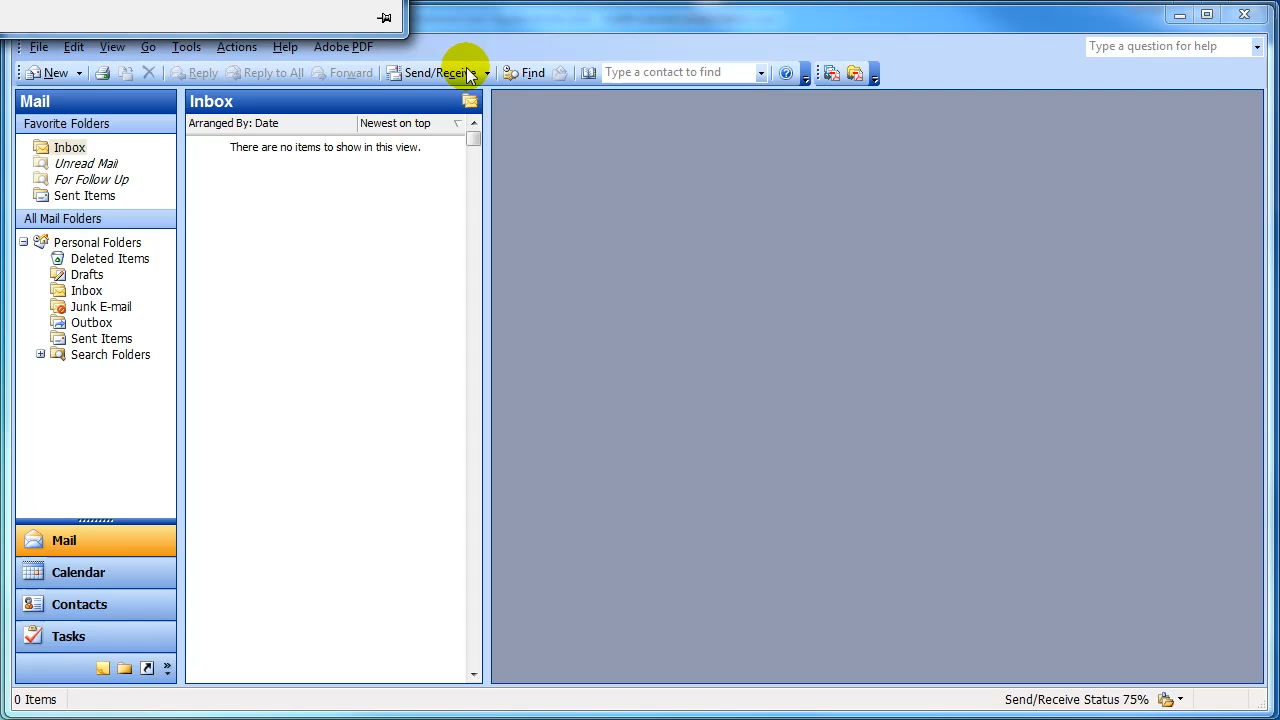 File Edit View Go Tools Actions Help Adobe PDF Type a question for help
New Reply Reply to All Forward Send/Receive Find Type a contact to find
Mail
Favorite Folders
Inbox
Unread Mail
For Follow Up
Sent Items
All Mail Folders
Personal Folders
Deleted Items
Drafts
Inbox
Junk E-mail
Outbox
Sent Items
Search Folders
Mail
Calendar
Contacts
Tasks
Inbox
Arranged By: Date Newest on top
There are no items to show in this view.
0 Items Send/Receive Status 75%